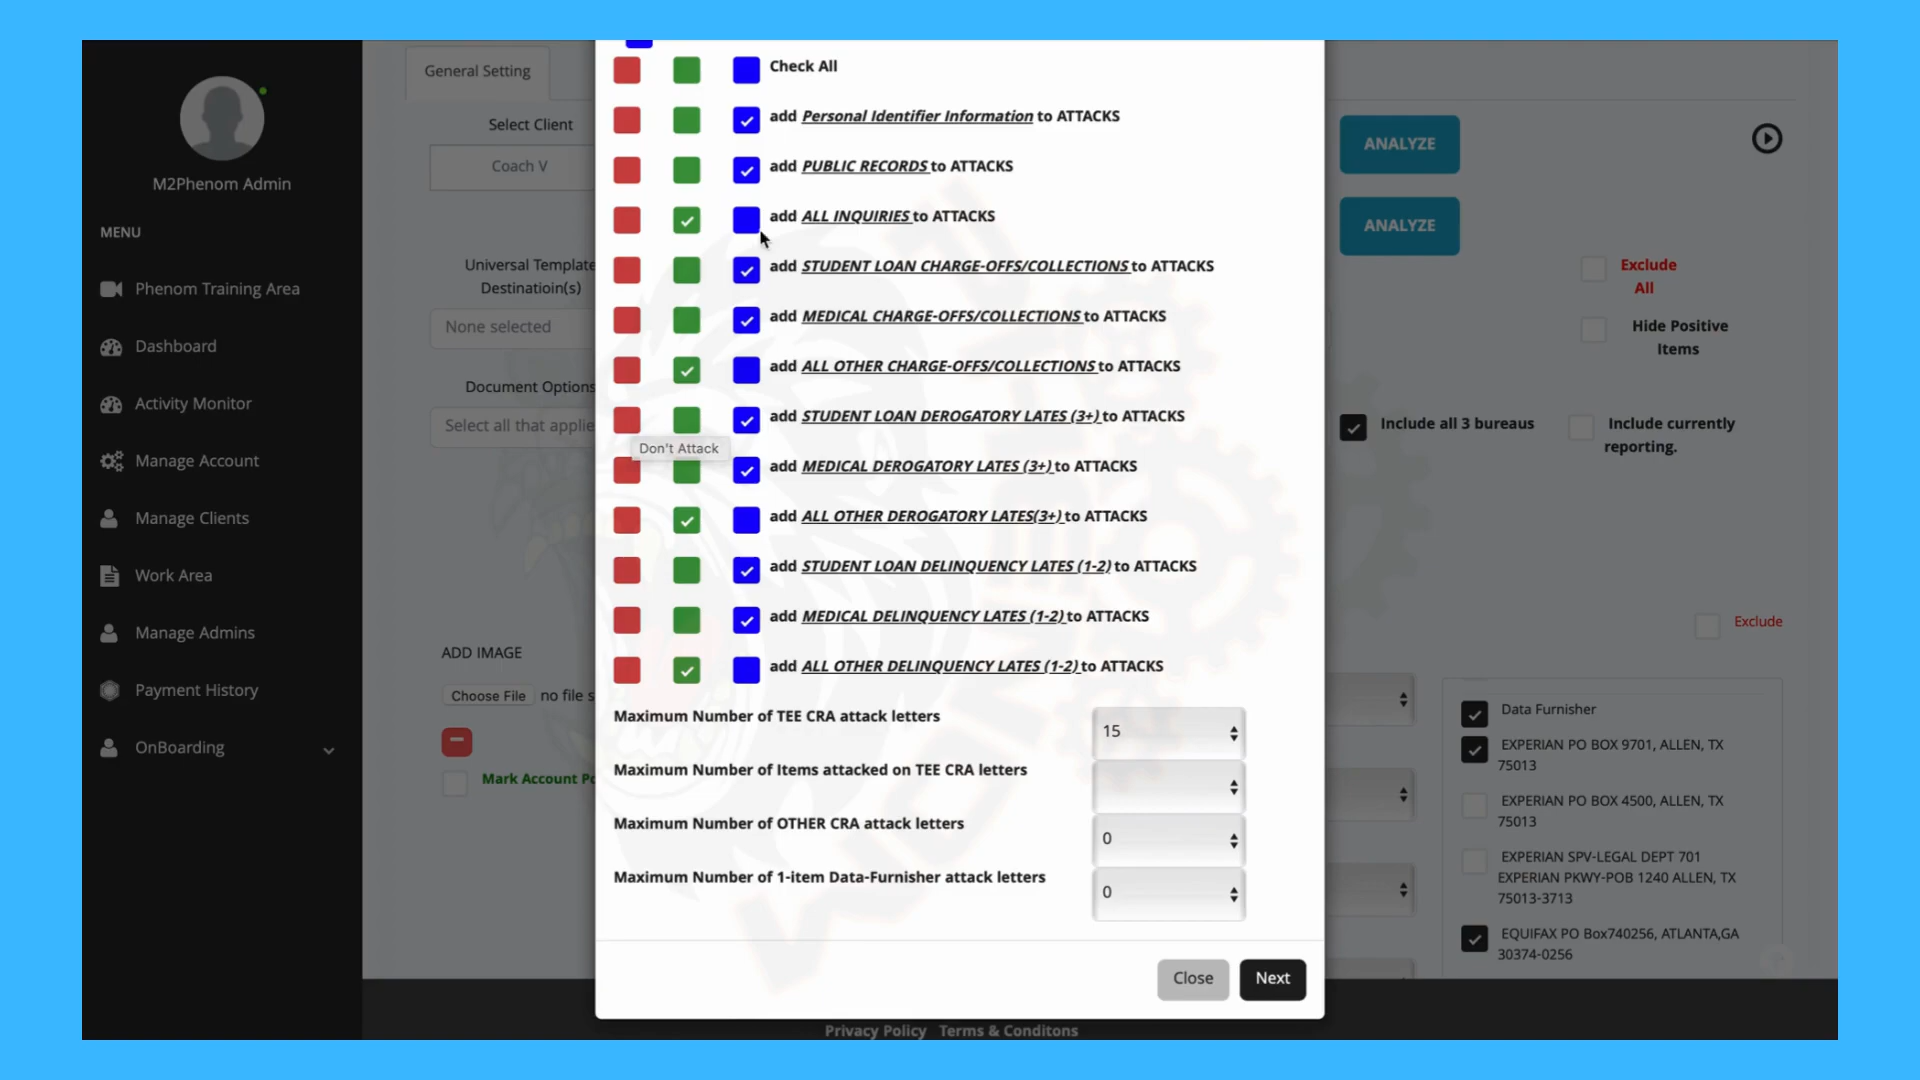 M2Phenom Admin
MENU
Phenom Training Area
Dashboard
Activity Monitor
Manage Account
Manage Clients
Work Area
Manage Admins
Payment History
OnBoarding
General Setting
Select Client
Coach V
Universal Template
Destinatioin(s)
None selected
Document Options
Select all that applie
ADD IMAGE
Choose File no file s
Mark Account Po
Check All
add Personal Identifier Information to ATTACKS
add PUBLIC RECORDS to ATTACKS
add ALL INQUIRIES to ATTACKS
add STUDENT LOAN CHARGE-OFFS/COLLECTIONS to ATTACKS
add MEDICAL CHARGE-OFFS/COLLECTIONS to ATTACKS
add ALL OTHER CHARGE-OFFS/COLLECTIONS to ATTACKS
add STUDENT LOAN DEROGATORY LATES (3+) to ATTACKS
Don't Attack
add MEDICAL DEROGATORY LATES (3+) to ATTACKS
add ALL OTHER DEROGATORY LATES(3+) to ATTACKS
add STUDENT LOAN DELINQUENCY LATES (1-2) to ATTACKS
add MEDICAL DELINQUENCY LATES (1-2) to ATTACKS
add ALL OTHER DELINQUENCY LATES (1-2) to ATTACKS
Maximum Number of TEE CRA attack letters
15
Maximum Number of Items attacked on TEE CRA letters
Maximum Number of OTHER CRA attack letters
0
Maximum Number of 1-item Data-Furnisher attack letters
0
Close
Next
ANALYZE
ANALYZE
Exclude
All
Hide Positive
Items
Include all 3 bureaus
Include currently
reporting.
Exclude
Data Furnisher
EXPERIAN PO BOX 9701, ALLEN, TX
75013
EXPERIAN PO BOX 4500, ALLEN, TX
75013
EXPERIAN SPV-LEGAL DEPT 701
EXPERIAN PKWY-POB 1240 ALLEN, TX
75013-3713
EQUIFAX PO Box740256, ATLANTA,GA
30374-0256
Privacy Policy Terms & Conditons